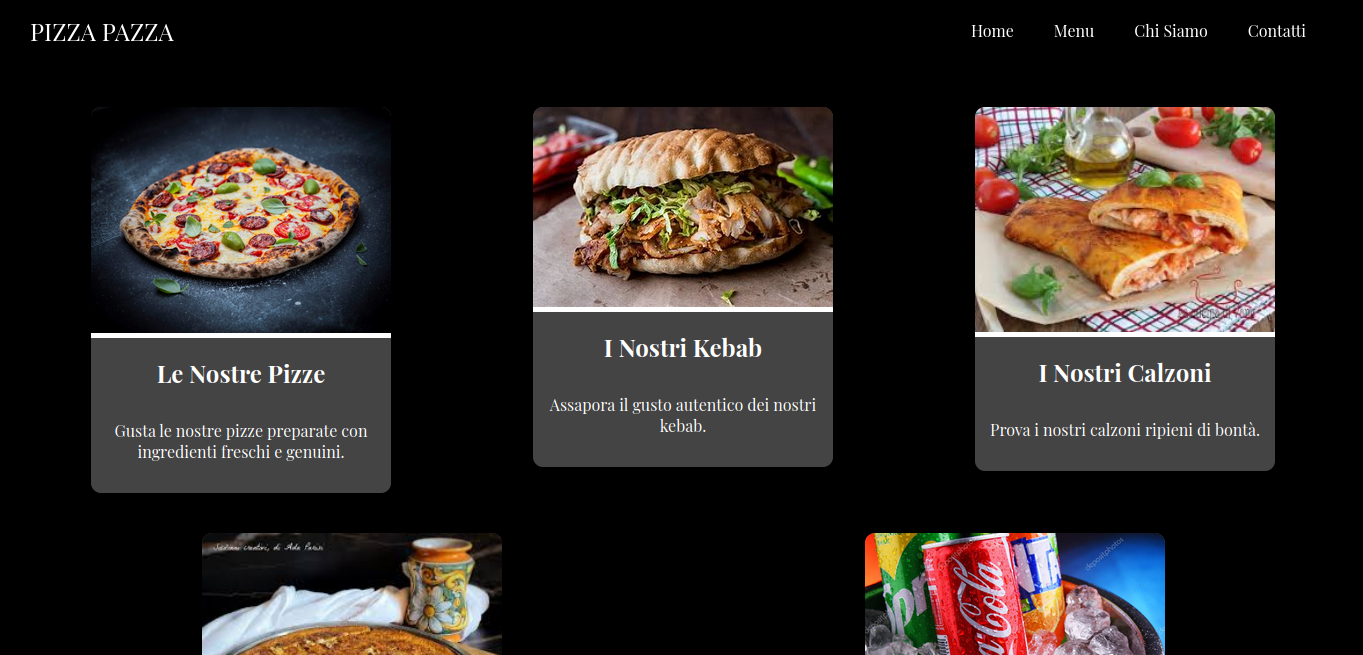 PIZZA PAZZA
Home
Menu
Chi Siamo
Contatti
Le Nostre Pizze
Gusta le nostre pizze preparate con
ingredienti freschi e genuini.
I Nostri Kebab
Assapora il gusto autentico dei nostri
kebab.
I Nostri Calzoni
Prova i nostri calzoni ripieni di bontà.
depositphotos